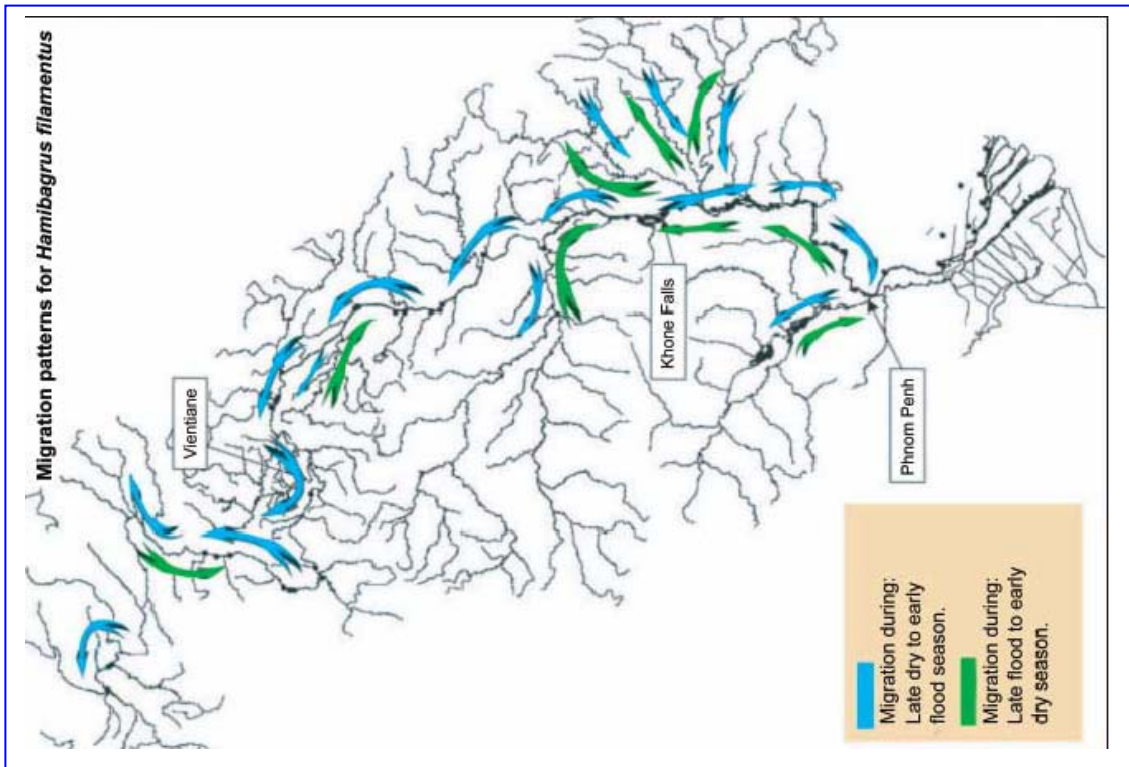 Migration patterns for Hamibagrus filamentus
Vientiane
Khone Falls
Phnom Penh
Migration during:
Late dry to early
flood season.
Migration during:
Late flood to early
dry season.